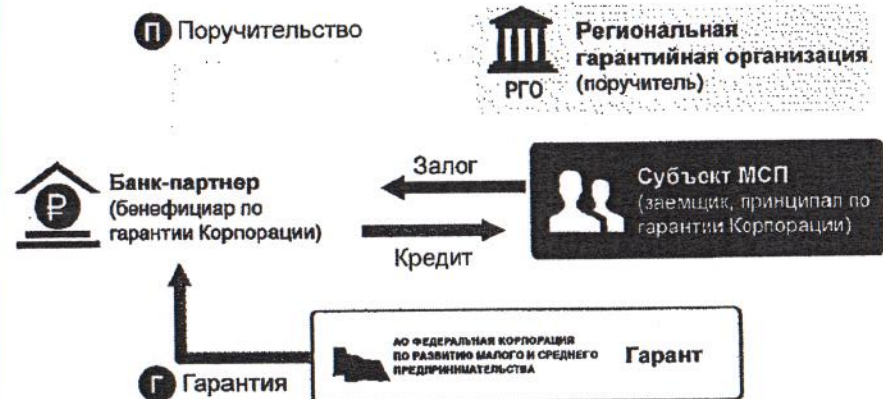 П Поручительство
Региональная
гарантийная организация
(поручитель)
РГО
Залог
Банк-партнер
(бенефициар по
гарантии Корпорации)
₽
Субъект МСП
(заемщик, принципал по
гарантии Корпорации)
Кредит
АО ФЕДЕРАЛЬНАЯ КОРПОРАЦИЯ
ПО РАЗВИТИЮ МАЛОГО И СРЕДНЕГО
ПРЕДПРИНИМАТЕЛЬСТВА
Гарант
Г Гарантия